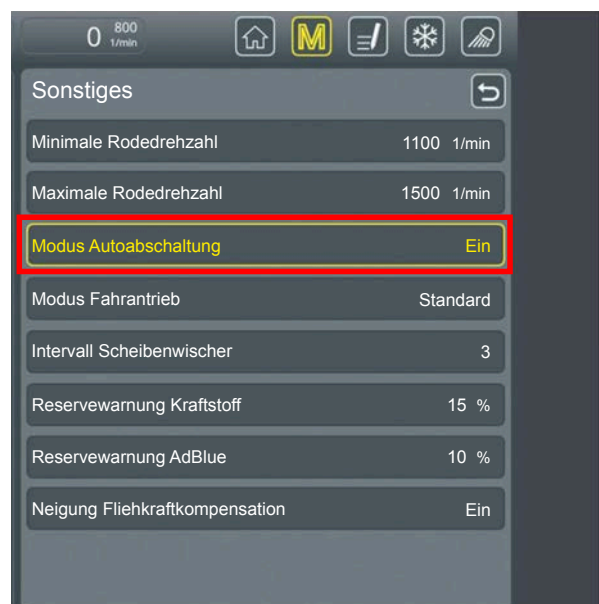 0 800 1/min
M
Sonstiges
Minimale Rodedrehzahl 1100 1/min
Maximale Rodedrehzahl 1500 1/min
Modus Autoabschaltung Ein
Modus Fahrantrieb Standard
Intervall Scheibenwischer 3
Reservewarnung Kraftstoff 15 %
Reservewarnung AdBlue 10 %
Neigung Fliehkraftkompensation Ein